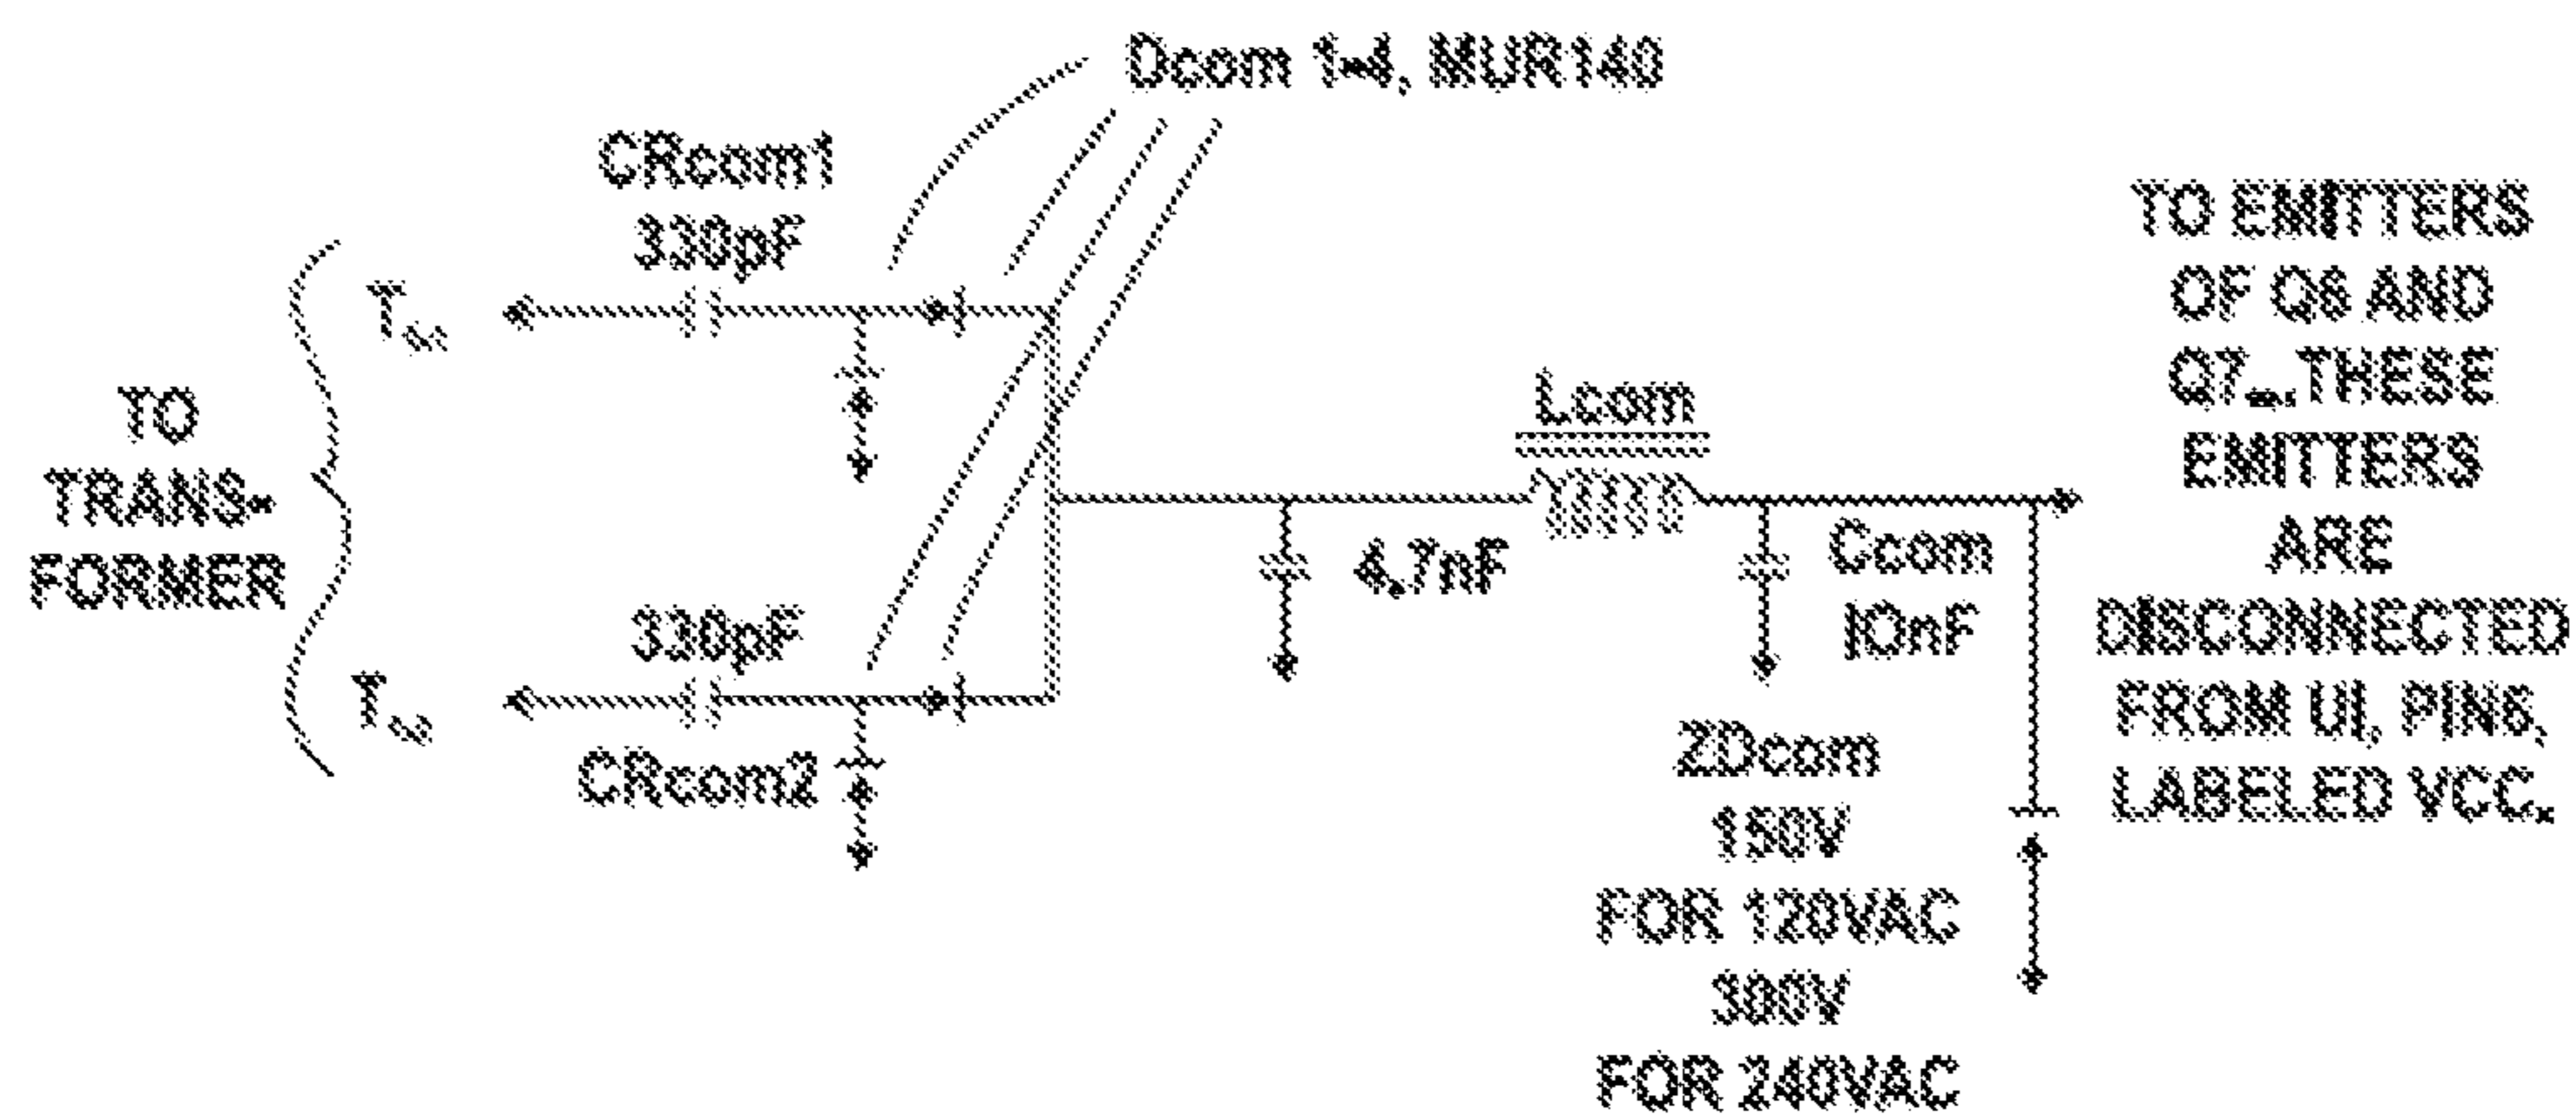 Dcom 1-4, MUR140
CRcom1
330pF
TO
TRANS-
FORMER
330pF
CRcom2
4.7nF
Lcom
Ccom
10nF
ZDcom
150V
FOR 120VAC
300V
FOR 240VAC
TO EMITTERS
OF Q6 AND
Q7....THESE
EMITTERS
ARE
DISCONNECTED
FROM UI, PIN6,
LABELED VCC.